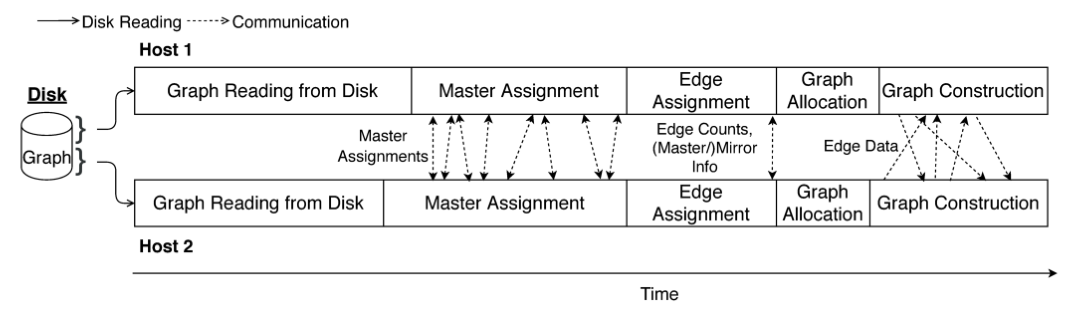 Disk Reading
Communication
Host 1
Disk
Graph
Graph Reading from Disk
Master Assignment
Edge
Assignment
Graph
Allocation
Graph Construction
Master
Assignments
Edge Counts,
(Master/)Mirror
Info
Edge Data
Graph Reading from Disk
Master Assignment
Edge
Assignment
Graph
Allocation
Graph Construction
Host 2
Time